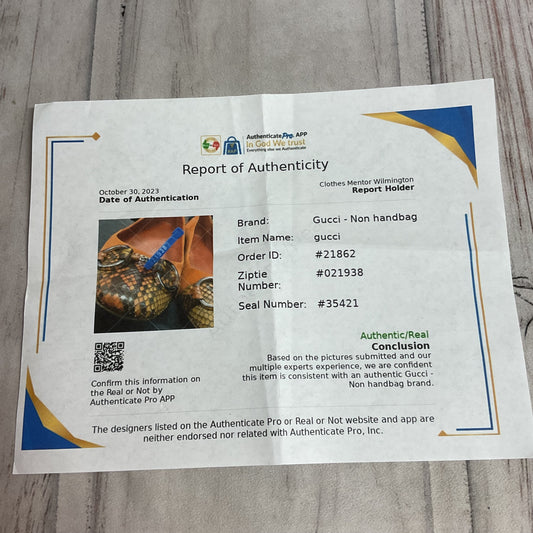 AuthenticatePro. APP
In God We trust
Everything else we Authenticate
Report of Authenticity
October 30, 2023
Date of Authentication
Clothes Mentor Wilmington
Report Holder
Brand: Gucci - Non handbag
Item Name: gucci
Order ID: #21862
Ziptie
Number: #021938
Seal Number: #35421
Authentic/Real
Conclusion
Based on the pictures submitted and our
multiple experts experience, we are confident
this item is consistent with an authentic Gucci -
Non handbag brand.
Confirm this information on
the Real or Not by
Authenticate Pro APP
The designers listed on the Authenticate Pro or Real or Not website and app are
neither endorsed nor related with Authenticate Pro, Inc.